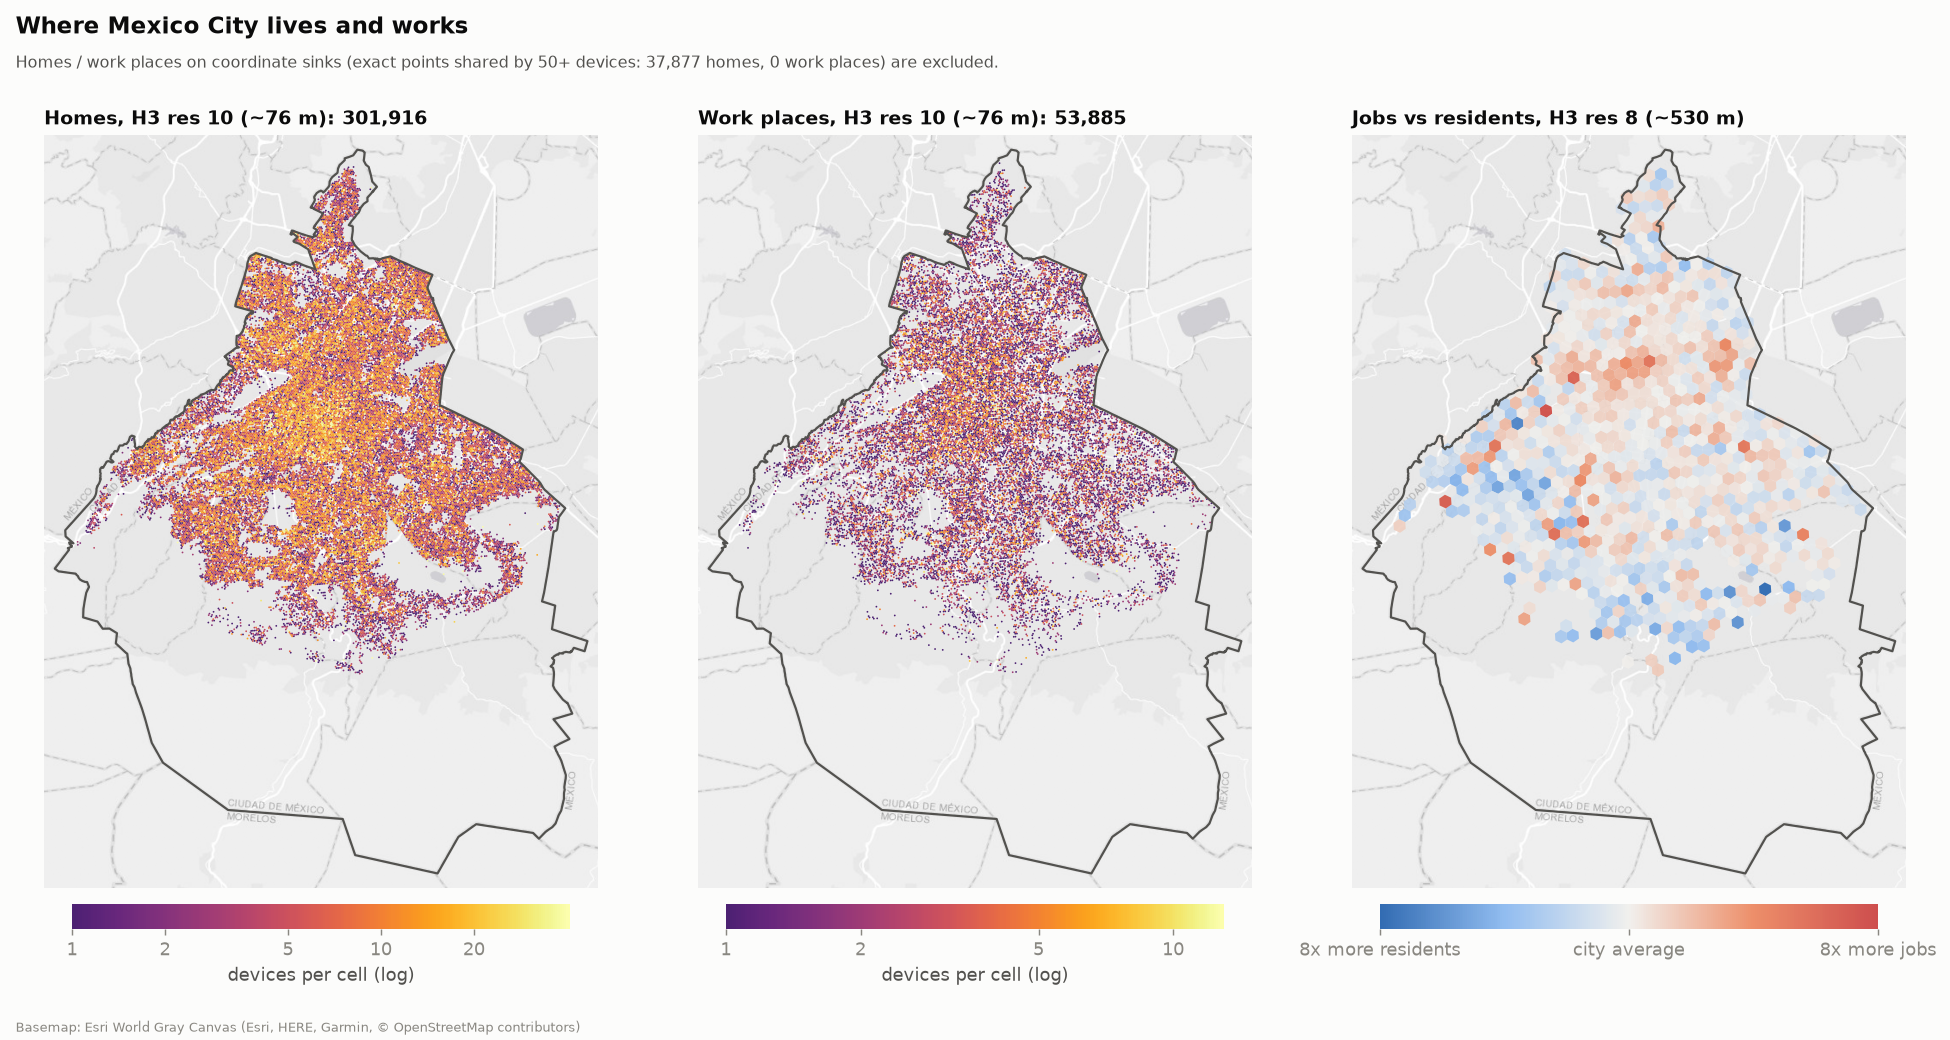 Where Mexico City lives and works
Homes / work places on coordinate sinks (exact points shared by 50+ devices: 37,877 homes, 0 work places) are excluded.
Homes, H3 res 10 (~76 m): 301,916
MÉXICO
CIUDAD
CIUDAD DE MÉXICO
MORELOS
MÉXICO
1 2 5 10 20
devices per cell (log)
Work places, H3 res 10 (~76 m): 53,885
MÉXICO
CIUDAD
CIUDAD DE MÉXICO
MORELOS
MÉXICO
1 2 5 10
devices per cell (log)
Jobs vs residents, H3 res 8 (~530 m)
MÉXICO
CIUDAD
CIUDAD DE MÉXICO
MORELOS
MÉXICO
8x more residents city average 8x more jobs
Basemap: Esri World Gray Canvas (Esri, HERE, Garmin, © OpenStreetMap contributors)